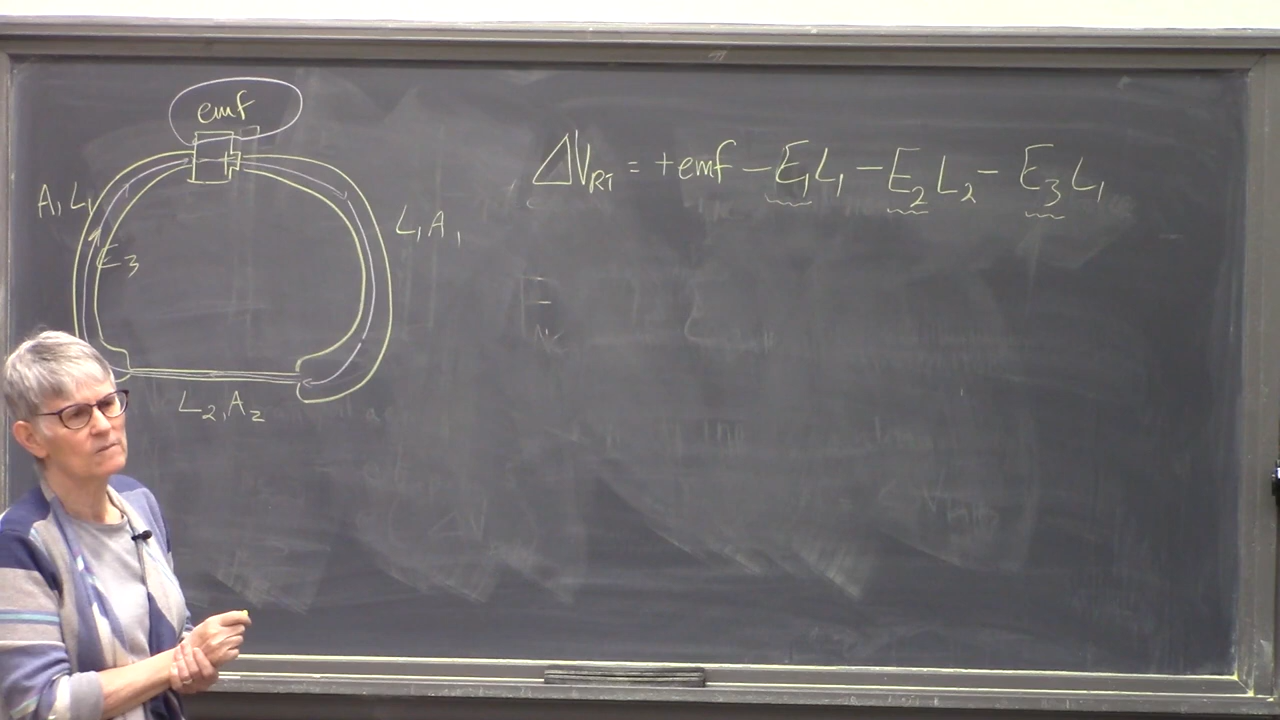 emf
A₁ L₁
E₃
L₁ A₁
L₂, A₂
ΔV_RT = +emf − E₁L₁ − E₂L₂ − E₃L₁